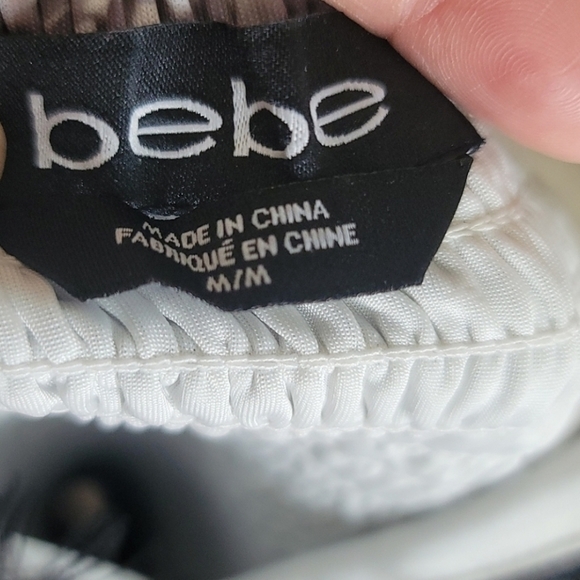 bebe
MADE IN CHINA
FABRIQUÉ EN CHINE
M/M